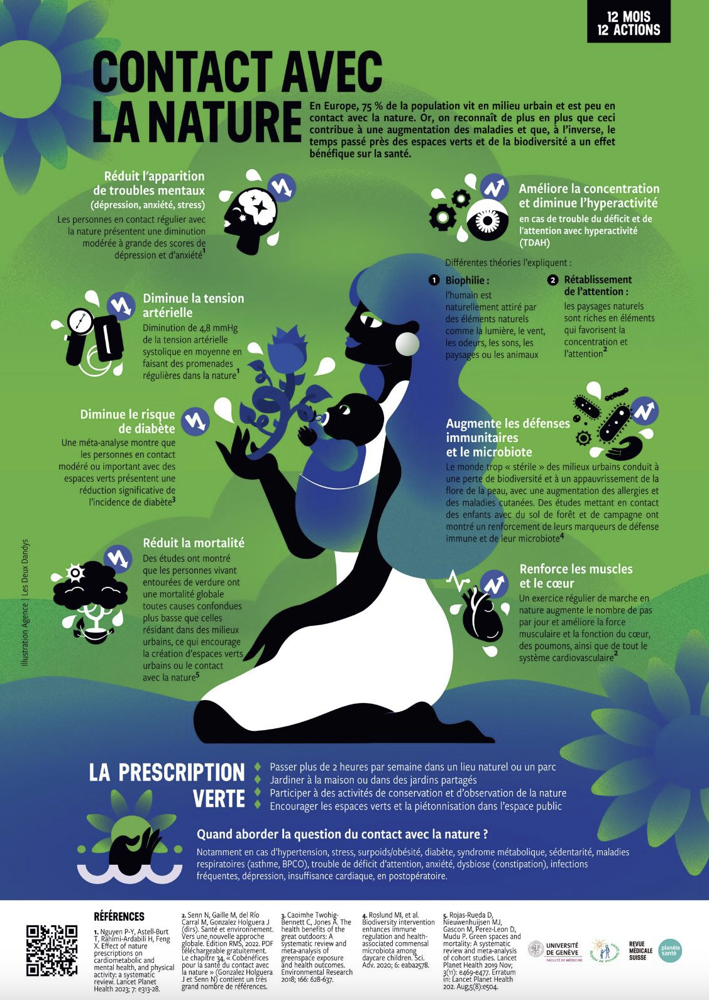 12 MOIS
12 ACTIONS
CONTACT AVEC
LA NATURE
En Europe, 75 % de la population vit en milieu urbain et est peu en
contact avec la nature. Or, on reconnaît de plus en plus que ceci
contribue à une augmentation des maladies et que, à l'inverse, le
temps passé près des espaces verts et de la biodiversité a un effet
bénéfique sur la santé.
Réduit l'apparition
de troubles mentaux
(dépression, anxiété, stress)
Les personnes en contact régulier avec
la nature présentent une diminution
modérée à grande des scores de
dépression et d'anxiété1
Diminue la tension
artérielle
Diminution de 4,8 mmHg
de la tension artérielle
systolique en moyenne en
faisant des promenades
régulières dans la nature1
Diminue le risque
de diabète
Une méta-analyse montre que
les personnes en contact
modéré ou important avec des
espaces verts présentent une
réduction significative de
l'incidence de diabète3
Réduit la mortalité
Des études ont montré
que les personnes vivant
entourées de verdure ont
une mortalité globale
toutes causes confondues
plus basse que celles
résidant dans des milieux
urbains, ce qui encourage
la création d'espaces verts
urbains ou le contact
avec la nature5
Améliore la concentration
et diminue l'hyperactivité
en cas de trouble du déficit et de
l'attention avec hyperactivité
(TDAH)
Différentes théories l'expliquent :
1 Biophilie :
l'humain est
naturellement attiré par
des éléments naturels
comme la lumière, le vent,
les odeurs, les sons, les
paysages ou les animaux
2 Rétablissement
de l'attention :
les paysages naturels
sont riches en éléments
qui favorisent la
concentration et
l'attention2
Augmente les défenses
immunitaires
et le microbiote
Le monde trop « stérile » des milieux urbains conduit à
une perte de biodiversité et à un appauvrissement de la
flore de la peau, avec une augmentation des allergies et
des maladies cutanées. Des études mettant en contact
des enfants avec du sol de forêt et de campagne ont
montré un renforcement de leurs marqueurs de défense
immune et de leur microbiote4
Renforce les muscles
et le cœur
Un exercice régulier de marche en
nature augmente le nombre de pas
par jour et améliore la force
musculaire et la fonction du cœur,
des poumons, ainsi que de tout le
système cardiovasculaire2
Illustration Agence | Les Deux Dandys
LA PRESCRIPTION
VERTE
Passer plus de 2 heures par semaine dans un lieu naturel ou un parc
Jardiner à la maison ou dans des jardins partagés
Participer à des activités de conservation et d'observation de la nature
Encourager les espaces verts et la piétonnisation dans l'espace public
Quand aborder la question du contact avec la nature ?
Notamment en cas d'hypertension, stress, surpoids/obésité, diabète, syndrome métabolique, sédentarité, maladies
respiratoires (asthme, BPCO), trouble de déficit d'attention, anxiété, dysbiose (constipation), infections
fréquentes, dépression, insuffisance cardiaque, en postopératoire.
RÉFÉRENCES
1. Nguyen P-Y, Astell-Burt
T, Rahimi-Ardabili H, Feng
X. Effect of nature
prescriptions on
cardiometabolic and
mental health, and physical
activity: a systematic
review. Lancet Planet
Health 2023; 7: e313-28.
2. Senn N, Gaille M, del Río
Carral M, Gonzalez Holguera J
(dirs). Santé et environnement.
Vers une nouvelle approche
globale. Edition RMS, 2022. PDF
téléchargeable gratuitement.
Le chapitre 34, « Cobénéfices
pour la santé du contact avec
la nature » (Gonzalez Holguera
J et Senn N) contient un très
grand nombre de références.
3. Caoimhe Twohig-
Bennett C, Jones A. The
health benefits of the
great outdoors: A
systematic review and
meta-analysis of
greenspace exposure
and health outcomes.
Environmental Research
2018; 166: 628-637.
4. Roslund MI, et al.
Biodiversity intervention
enhances immune
regulation and health-
associated commensal
microbiota among
daycare children. Sci.
Adv. 2020; 6: eaba2578.
5. Rojas-Rueda D,
Nieuwenhuijsen MJ,
Gascon M, Perez-Leon D,
Mudu P. Green spaces and
mortality: A systematic
review and meta-analysis
of cohort studies. Lancet
Planet Health 2019 Nov;
3(11): e469-e477. Erratum
in: Lancet Planet Health
202. Aug;5(8):e504.
UNIVERSITÉ
DE GENÈVE
FACULTÉ DE MÉDECINE
REVUE
MÉDICALE
SUISSE
planète
santé